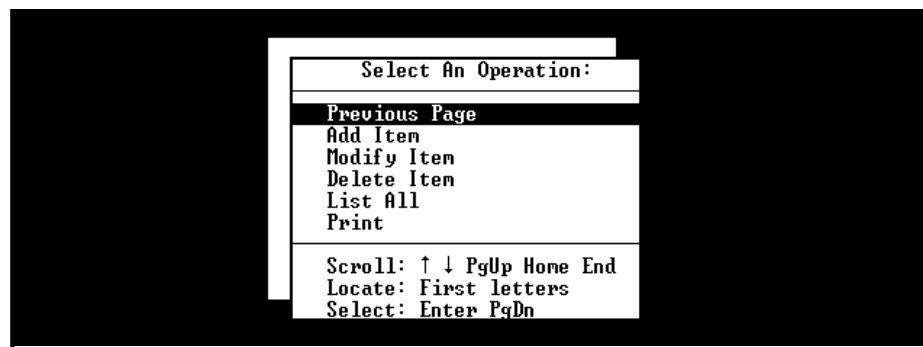 Select An Operation:
Previous Page
Add Item
Modify Item
Delete Item
List All
Print
Scroll: ↑ ↓ PgUp Home End
Locate: First letters
Select: Enter PgDn